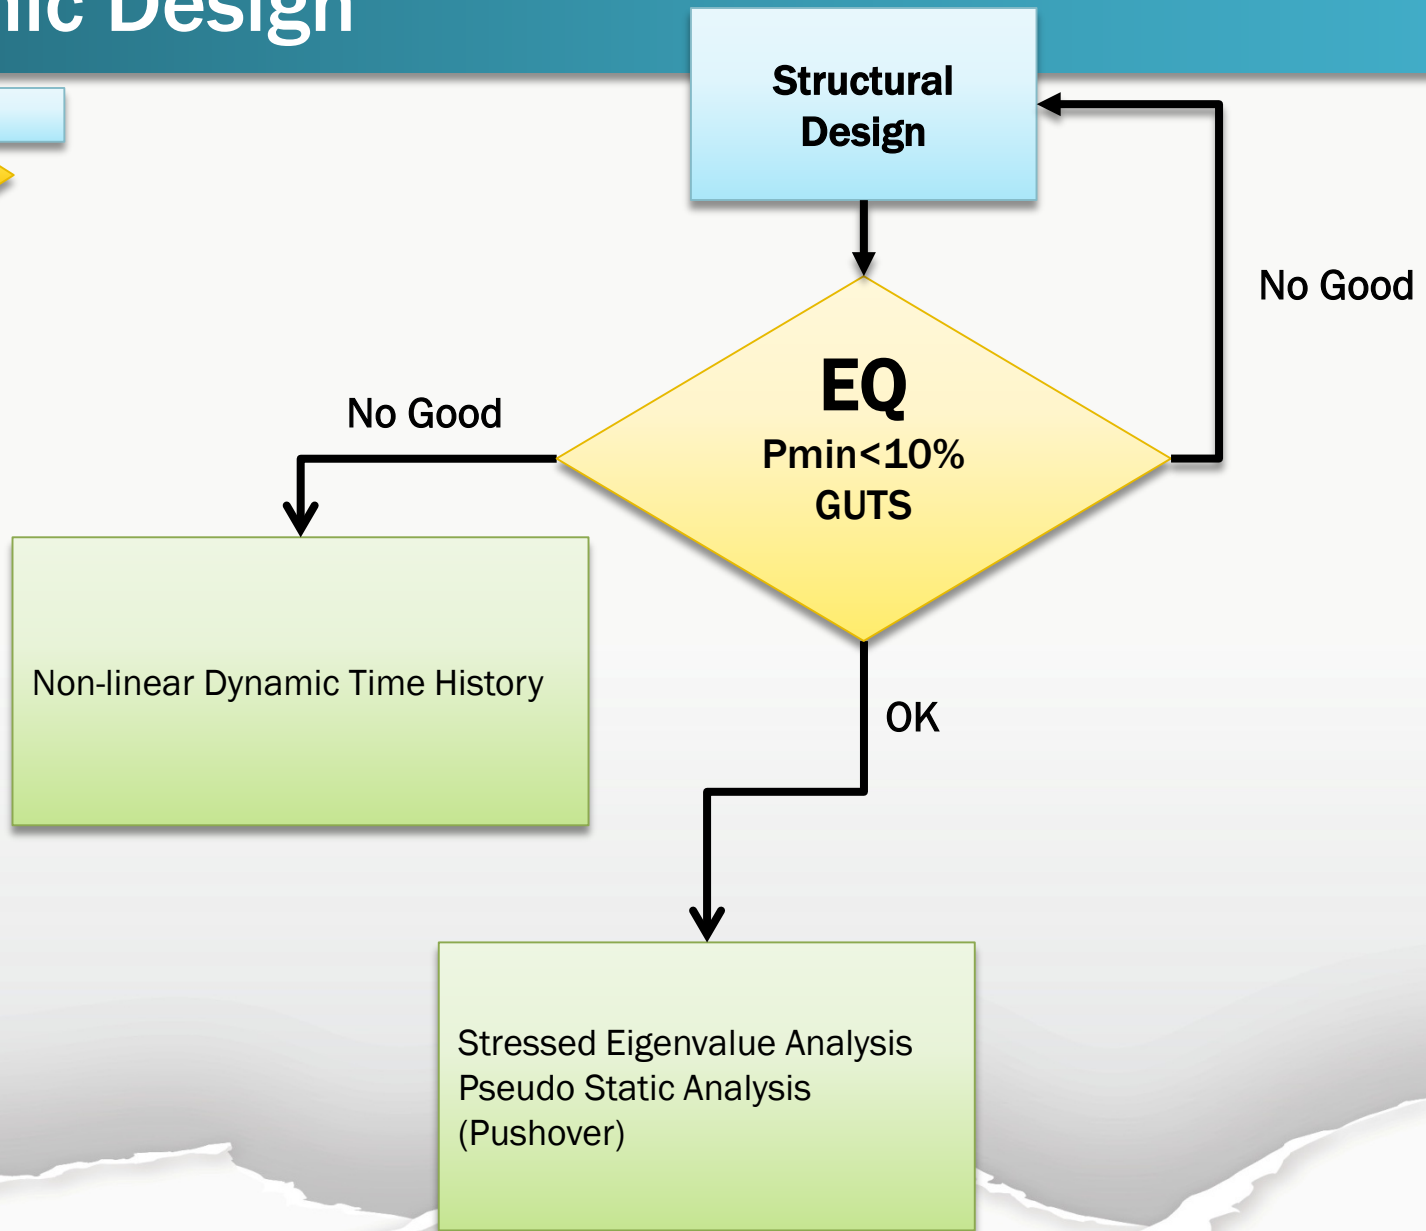 Design
Structural
Design
No Good
EQ
Pmin<10%
GUTS
No Good
Non-linear Dynamic Time History
OK
Stressed Eigenvalue Analysis
Pseudo Static Analysis
(Pushover)